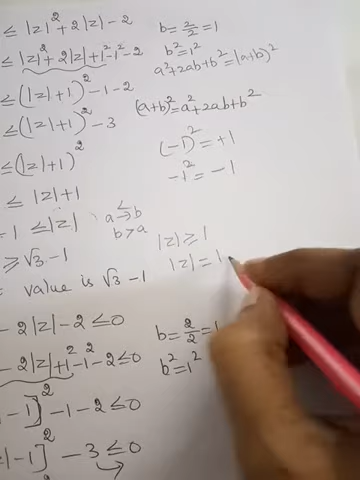 ≤ |z|² + 2|z| - 2
≤ |z|² + 2|z| + 1² - 1² - 2
≤ (|z|+1)² - 1 - 2
≤ (|z|+1)² - 3
≤ (|z|+1)²
≤ |z|+1
-1 ≤ |z|
≥ √3 - 1
value is √3 - 1
b = 2/2 = 1
b² = 1²
a² + 2ab + b² = (a+b)²
(a+b)² = a² + 2ab + b²
(-1)² = +1
-1² = -1
a ≤→ b
b > a
|z| ≥ 1
|z| = 1
- 2|z| - 2 ≤ 0
- 2|z| + 1² - 1² - 2 ≤ 0
- 1]² - 1 - 2 ≤ 0
z| - 1]² - 3 ≤ 0
b = 2/2 = 1
b² = 1²